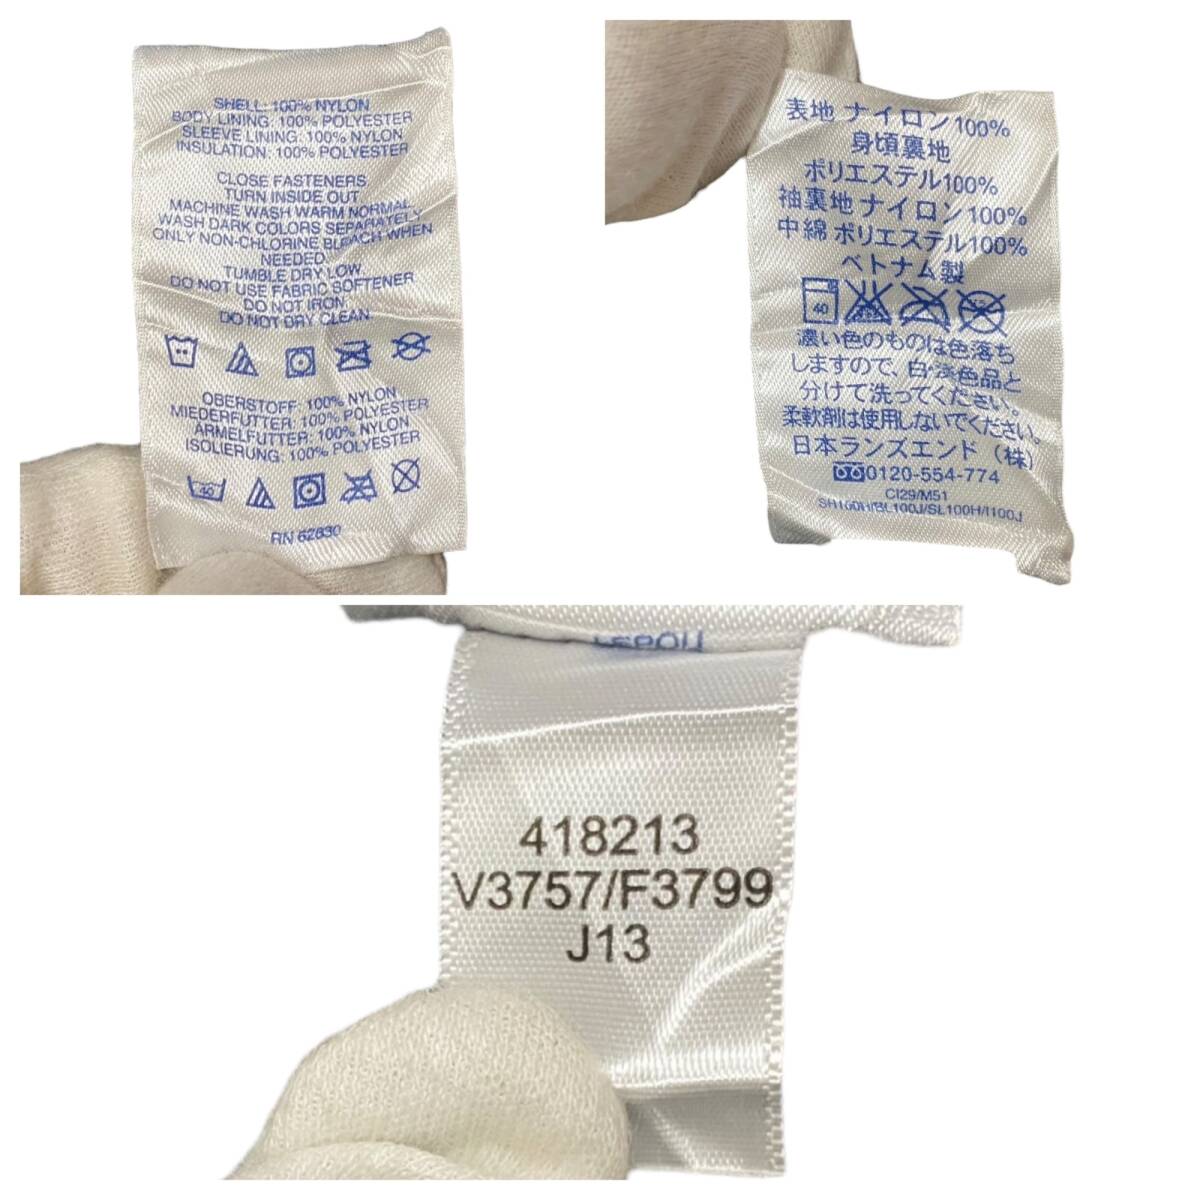 SHELL: 100% NYLON
BODY LINING: 100% POLYESTER
SLEEVE LINING: 100% NYLON
INSULATION: 100% POLYESTER
CLOSE FASTENERS
TURN INSIDE OUT
MACHINE WASH WARM NORMAL
WASH DARK COLORS SEPARATELY
ONLY NON-CHLORINE BLEACH WHEN
NEEDED
TUMBLE DRY LOW
DO NOT USE FABRIC SOFTENER
DO NOT IRON
DO NOT DRY CLEAN
OBERSTOFF: 100% NYLON
MIEDERFUTTER: 100% POLYESTER
ARMELFUTTER: 100% NYLON
ISOLIERUNG: 100% POLYESTER
40
RN 62830
表地 ナイロン100%
身頃裏地
ポリエステル100%
袖裏地 ナイロン100%
中綿 ポリエステル100%
ベトナム製
40
濃い色のものは色落ち
しますので、白・淡色品と
分けて洗ってください。
柔軟剤は使用しないでください。
日本ランズエンド（株）
0120-554-774
CI29/M51
SH100H/BL100J/SL100H/I100J
418213
V3757/F3799
J13